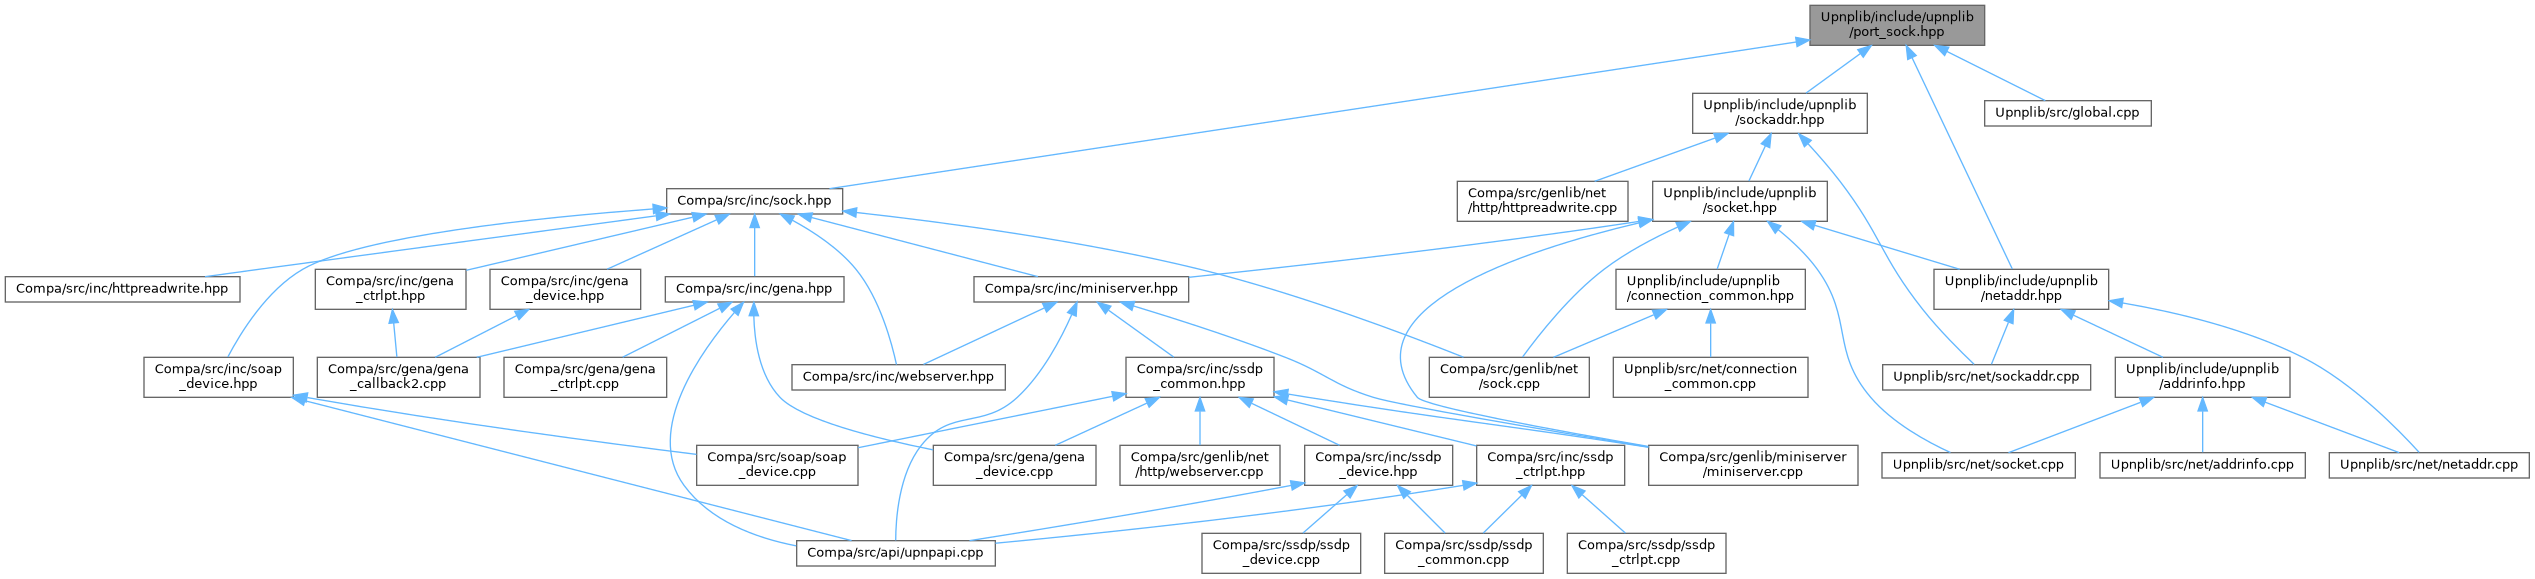 Upnplib/include/upnplib
/port_sock.hpp
Upnplib/include/upnplib
/sockaddr.hpp
Upnplib/src/global.cpp
Compa/src/inc/sock.hpp
Compa/src/genlib/net
/http/httpreadwrite.cpp
Upnplib/include/upnplib
/socket.hpp
Compa/src/inc/httpreadwrite.hpp
Compa/src/inc/gena
_ctrlpt.hpp
Compa/src/inc/gena
_device.hpp
Compa/src/inc/gena.hpp
Compa/src/inc/miniserver.hpp
Upnplib/include/upnplib
/connection_common.hpp
Upnplib/include/upnplib
/netaddr.hpp
Compa/src/inc/soap
_device.hpp
Compa/src/gena/gena
_callback2.cpp
Compa/src/gena/gena
_ctrlpt.cpp
Compa/src/inc/webserver.hpp
Compa/src/inc/ssdp
_common.hpp
Compa/src/genlib/net
/sock.cpp
Upnplib/src/net/connection
_common.cpp
Upnplib/src/net/sockaddr.cpp
Upnplib/include/upnplib
/addrinfo.hpp
Compa/src/soap/soap
_device.cpp
Compa/src/gena/gena
_device.cpp
Compa/src/genlib/net
/http/webserver.cpp
Compa/src/inc/ssdp
_device.hpp
Compa/src/inc/ssdp
_ctrlpt.hpp
Compa/src/genlib/miniserver
/miniserver.cpp
Upnplib/src/net/socket.cpp
Upnplib/src/net/addrinfo.cpp
Upnplib/src/net/netaddr.cpp
Compa/src/api/upnpapi.cpp
Compa/src/ssdp/ssdp
_device.cpp
Compa/src/ssdp/ssdp
_common.cpp
Compa/src/ssdp/ssdp
_ctrlpt.cpp